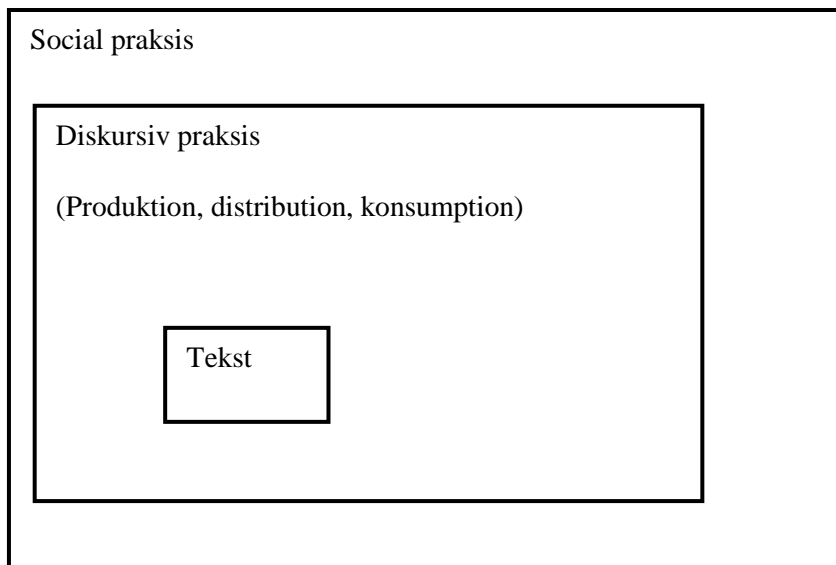 Social praksis
Diskursiv praksis
(Produktion, distribution, konsumption)
Tekst